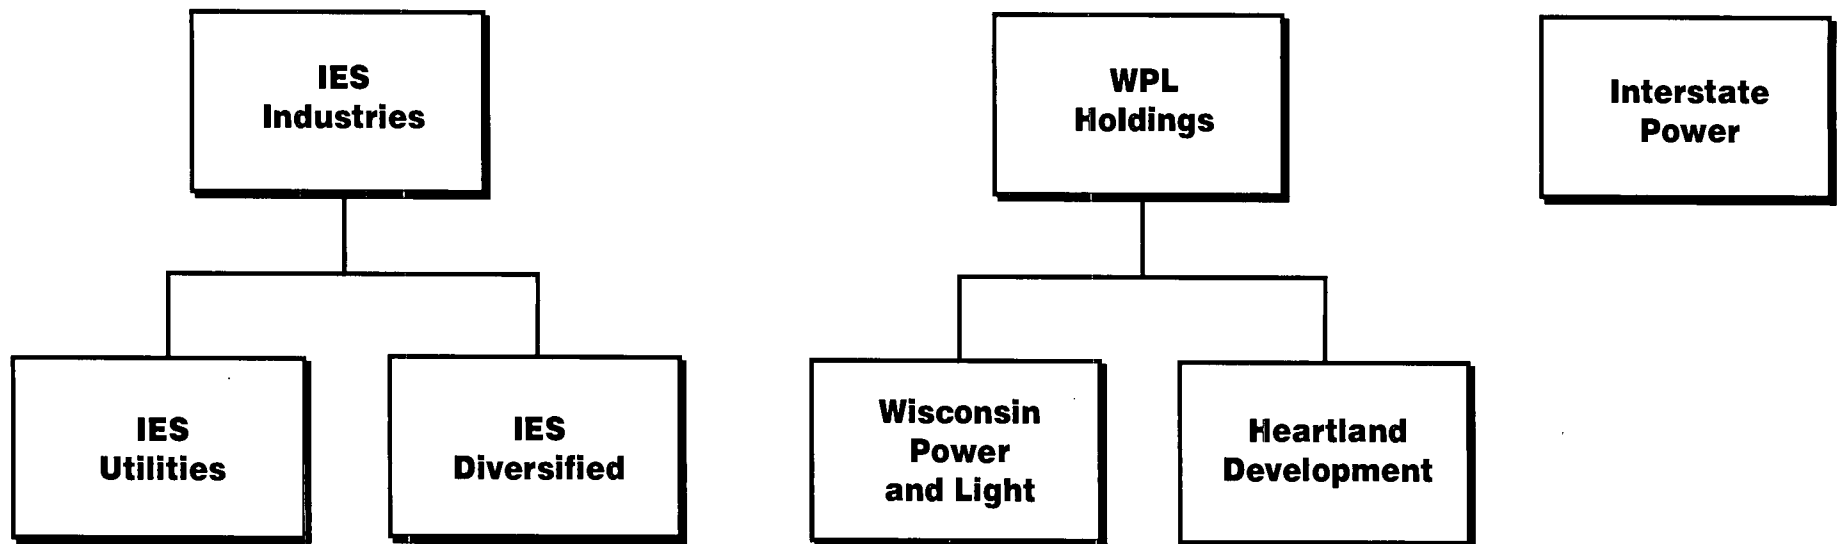 IES
Industries
WPL
Holdings
Interstate
Power
IES
Utilities
IES
Diversified
Wisconsin
Power
and Light
Heartland
Development